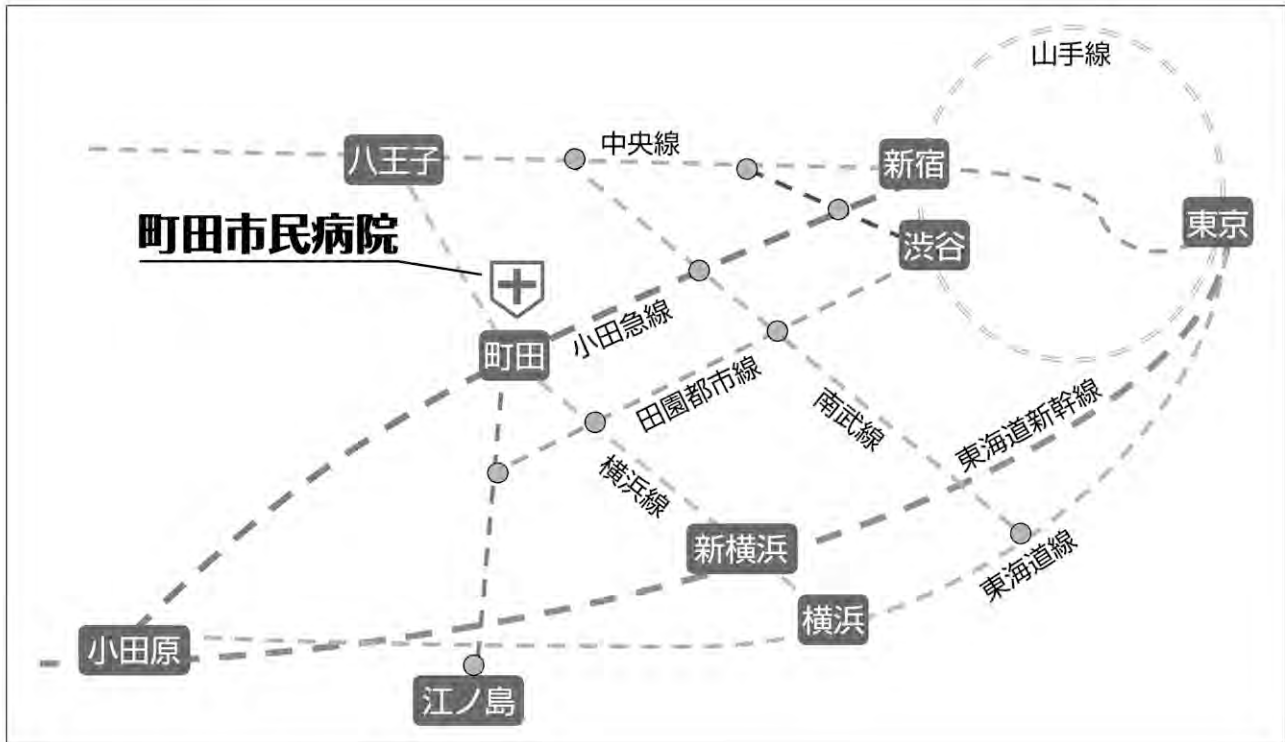 山手線
中央線
八王子
新宿
東京
町田市民病院
渋谷
小田急線
町田
田園都市線
南武線
東海道新幹線
横浜線
新横浜
東海道線
横浜
小田原
江ノ島